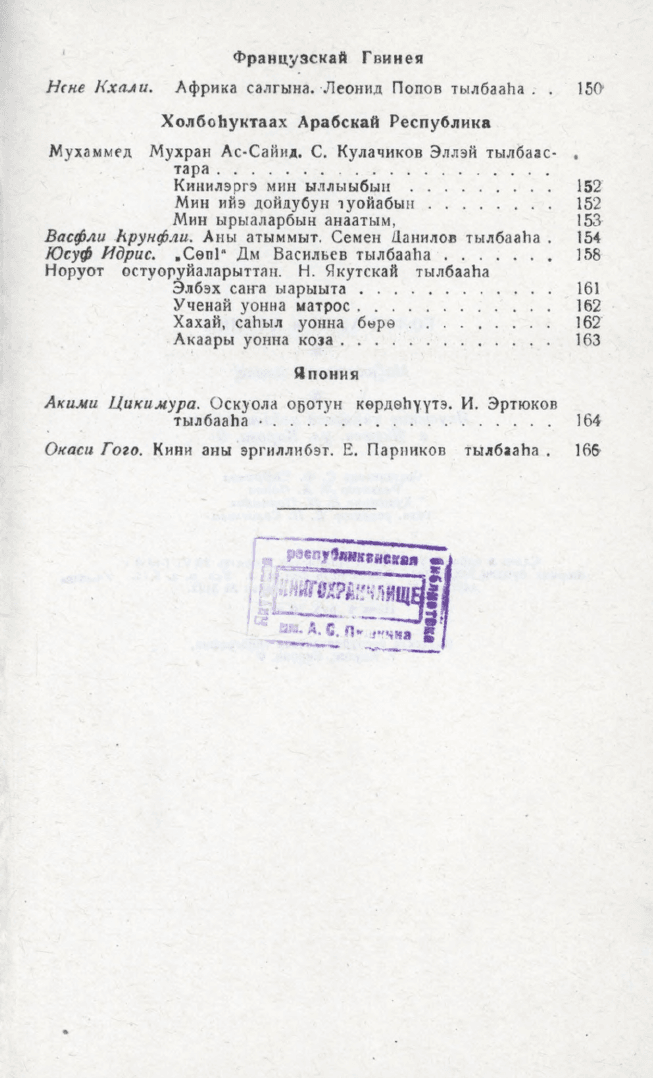 Французскай Гвинея
Нене Кхали. Африка салгына. Леонид Попов тылбааһа . . 150
Холбоһуктаах Арабскай Республика
Мухаммед Мухран Ас-Сайид. С. Кулачиков Эллэй тылбаас-
тара . . . . . . . . . . . . . . . . . .
Кинилэргэ мин ыллыыбын . . . . . . . . . 152
Мин ийэ дойдубун туойабын . . . . . . . . 152
Мин ырыаларбын анаатым, 153
Васфли Крунфли. Аны атыммыт. Семен Данилов тылбааһа . 154
Юсуф Идрис. „Сөп!“ Дм Васильев тылбааһа . . . . . . . 158
Норуот остуоруйаларыттан. Н. Якутскай тылбааһа
Элбэх саҥа ыарыыта . . . . . . . . . . . 161
Ученай уонна матрос . . . . . . . . . . . . 162
Хахай, саһыл уонна бөрө . . . . . . . . . 162
Акаары уонна коза . . . . . . . . . . . . 163
Япония
Акими Цикимура. Оскуола оҕотун көрдөһүүтэ. И. Эртюков
тылбааһа . . . . . . . . . . . . . . . . 164
Окаси Гого. Кини аны эргиллибэт. Е. Парников тылбааһа . 166
республиканская
КНИГОХРАНИЛИЩЕ
библиотека
им. А. С. Пушкина